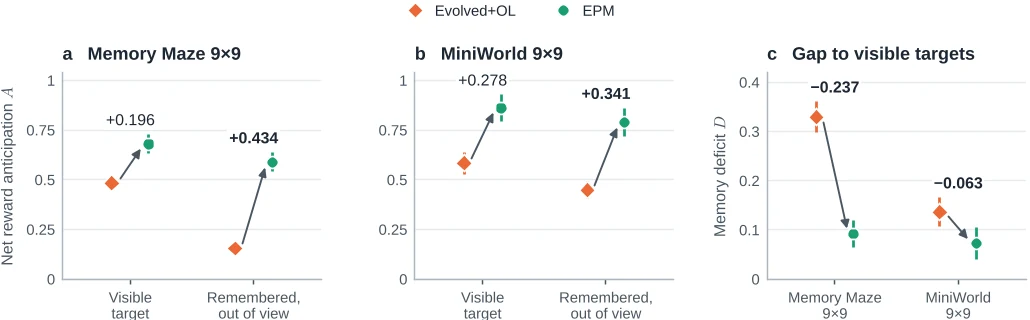 Evolved+OL EPM
a Memory Maze 9×9
Net reward anticipation A
1
0.75
0.5
0.25
0
+0.196
+0.434
Visible
target
Remembered,
out of view
b MiniWorld 9×9
1
0.75
0.5
0.25
0
+0.278
+0.341
Visible
target
Remembered,
out of view
c Gap to visible targets
Memory deficit D
0.4
0.3
0.2
0.1
0
−0.237
−0.063
Memory Maze
9×9
MiniWorld
9×9